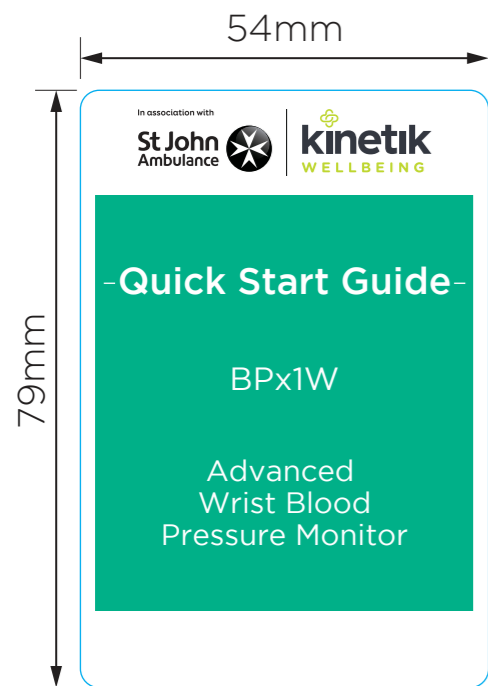 54mm
79mm
In association with
St John
Ambulance
kinetik
WELLBEING
-Quick Start Guide-
BPx1W
Advanced
Wrist Blood
Pressure Monitor